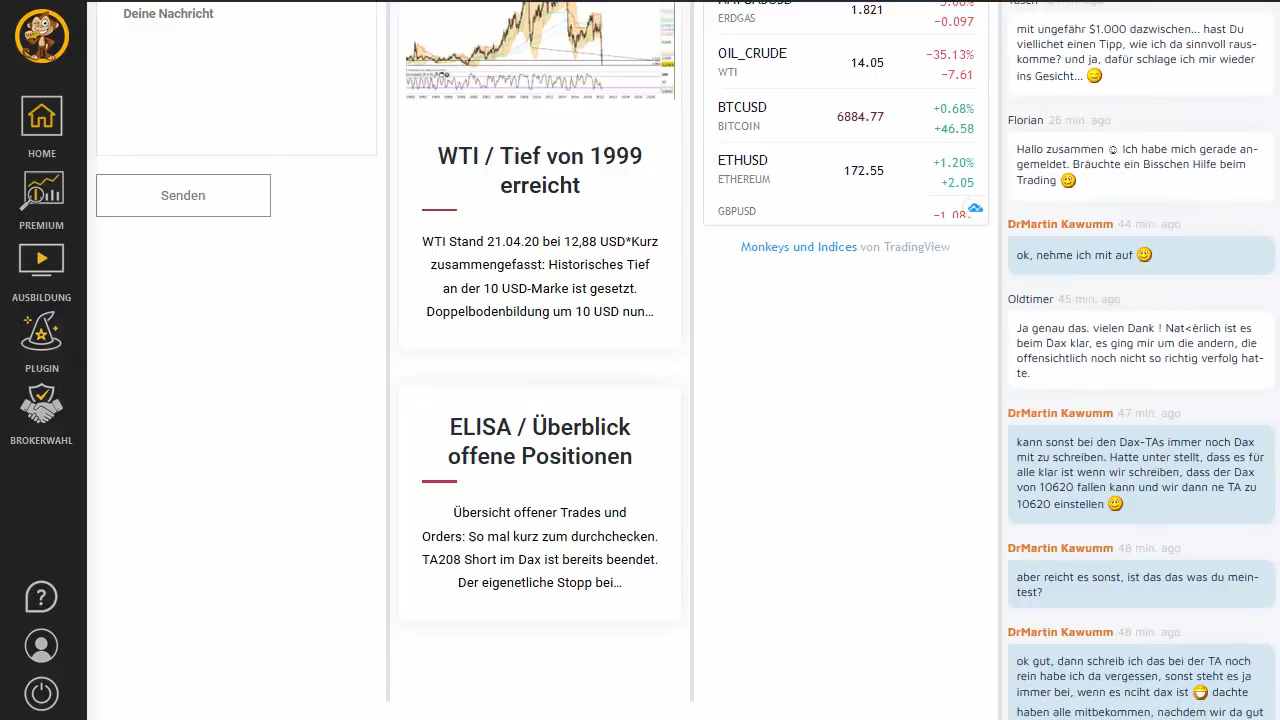 HOME
PREMIUM
AUSBILDUNG
PLUGIN
BROKERWAHL
Deine Nachricht
Senden
WTI / Tief von 1999
erreicht
WTI Stand 21.04.20 bei 12,88 USD*Kurz
zusammengefasst: Historisches Tief
an der 10 USD-Marke ist gesetzt.
Doppelbodenbildung um 10 USD nun...
ELISA / Überblick
offene Positionen
Übersicht offener Trades und
Orders: So mal kurz zum durchchecken.
TA208 Short im Dax ist bereits beendet.
Der eigenetliche Stopp bei...
ERDGAS
1.821
−0.097
OIL_CRUDE
WTI
14.05
−35.13%
−7.61
BTCUSD
BITCOIN
6884.77
+0.68%
+46.58
ETHUSD
ETHEREUM
172.55
+1.20%
+2.05
GBPUSD
Monkeys und Indices von TradingView
mit ungefähr $1.000 dazwischen... hast Du
viellichet einen Tipp, wie ich da sinnvoll raus-
komme? und ja, dafür schlage ich mir wieder
ins Gesicht...
Florian 26 min. ago
Hallo zusammen ☺ Ich habe mich gerade an-
gemeldet. Bräuchte ein Bisschen Hilfe beim
Trading
DrMartin Kawumm 44 min. ago
ok, nehme ich mit auf
Oldtimer 45 min. ago
Ja genau das. vielen Dank ! Nat<èrlich ist es
beim Dax klar, es ging mir um die andern, die
offensichtlich noch nicht so richtig verfolg hat-
te.
DrMartin Kawumm 47 min. ago
kann sonst bei den Dax-TAs immer noch Dax
mit zu schreiben. Hatte unter stellt, dass es für
alle klar ist wenn wir schreiben, dass der Dax
von 10620 fallen kann und wir dann ne TA zu
10620 einstellen
DrMartin Kawumm 48 min. ago
aber reicht es sonst, ist das das was du mein-
test?
DrMartin Kawumm 48 min. ago
ok gut, dann schreib ich das bei der TA noch
rein habe ich da vergessen, sonst steht es ja
immer bei, wenn es nciht dax ist dachte
haben alle mitbekommen, nachdem wir da gut